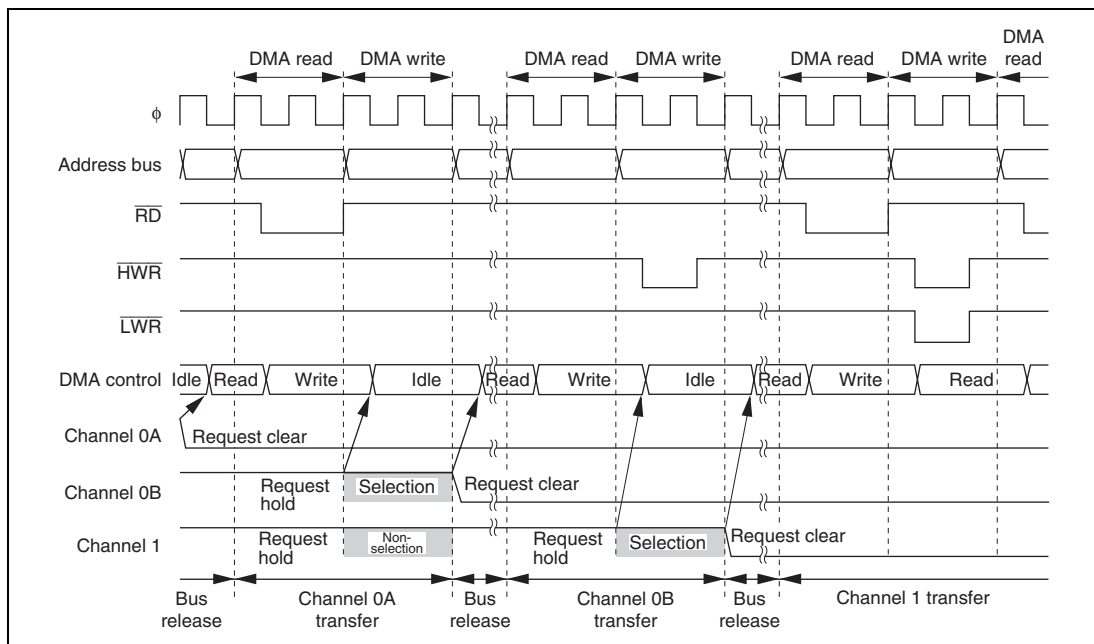 DMA read DMA write DMA read DMA write DMA read DMA write DMA read
ϕ
Address bus
RD
HWR
LWR
DMA control Idle Read Write Idle Read Write Idle Read Write Read
Channel 0A Request clear
Channel 0B Request hold Selection Request clear
Channel 1 Request hold Non-selection Request hold Selection Request clear
Bus release Channel 0A transfer Bus release Channel 0B transfer Bus release Channel 1 transfer